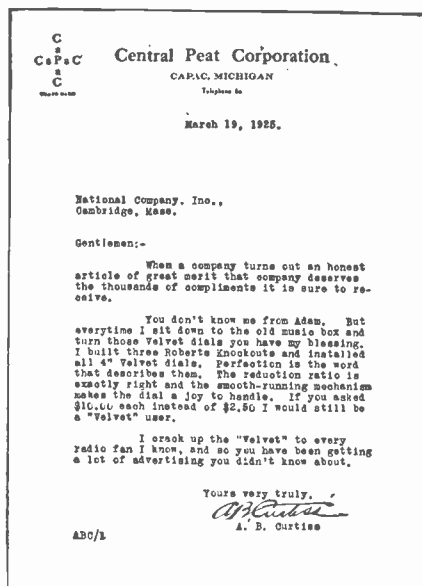 C
a
CaPaC
a
C
Central Peat Corporation
CAPAC, MICHIGAN
Telephone 60
March 19, 1925.
National Company, Inc.,
Cambridge, Mass.
Gentlemen:-
When a company turns out an honest
article of great merit that company deserves
the thousands of compliments it is sure to re-
ceive.
You don't know me from Adam. But
everytime I sit down to the old music box and
turn those Velvet dials you have my blessing.
I built three Roberts Knockouts and installed
all 4" Velvet dials. Perfection is the word
that describes them. The reduction ratio is
exactly right and the smooth-running mechanism
makes the dial a joy to handle. If you asked
$10.00 each instead of $2.50 I would still be
a "Velvet" user.
I crack up the "Velvet" to every
radio fan I know, and so you have been getting
a lot of advertising you didn't know about.
Yours very truly,
AB Curtiss
A. B. Curtiss
ABC/L